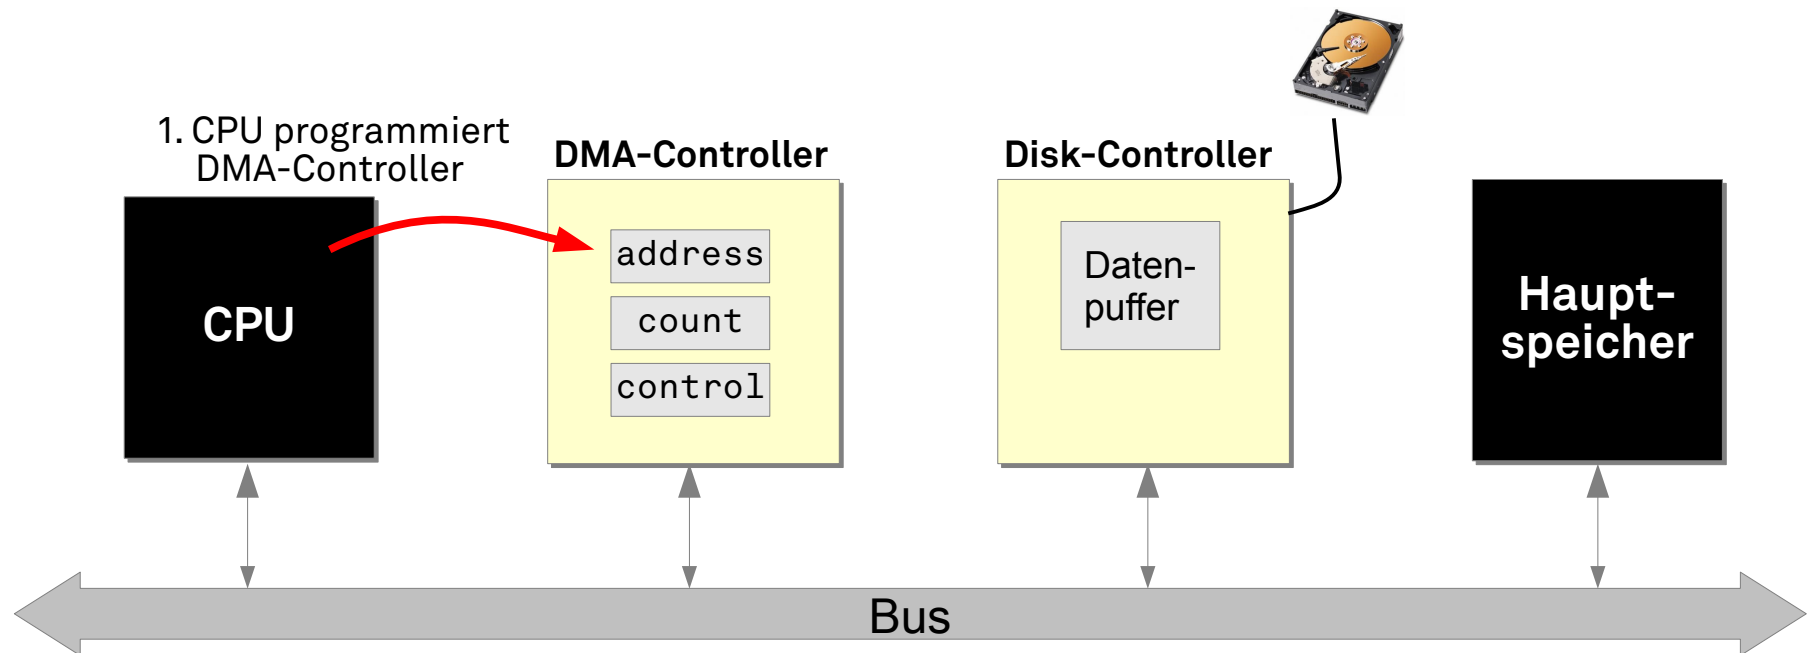 1. CPU programmiert
DMA-Controller
DMA-Controller
Disk-Controller
CPU
address
count
control
Daten-
puffer
Haupt-
speicher
Bus